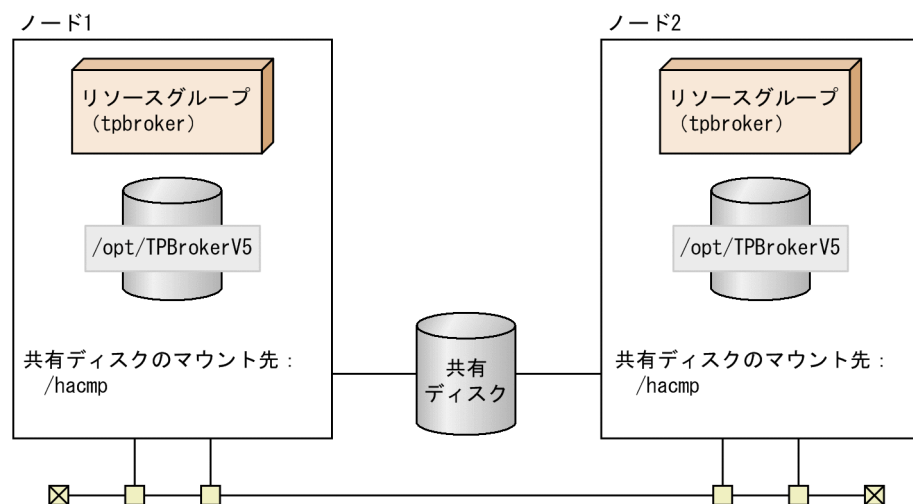 ノード1
リソースグループ
（tpbroker）
/opt/TPBrokerV5
共有ディスクのマウント先：
/hacmp
共有
ディスク
ノード2
リソースグループ
（tpbroker）
/opt/TPBrokerV5
共有ディスクのマウント先：
/hacmp